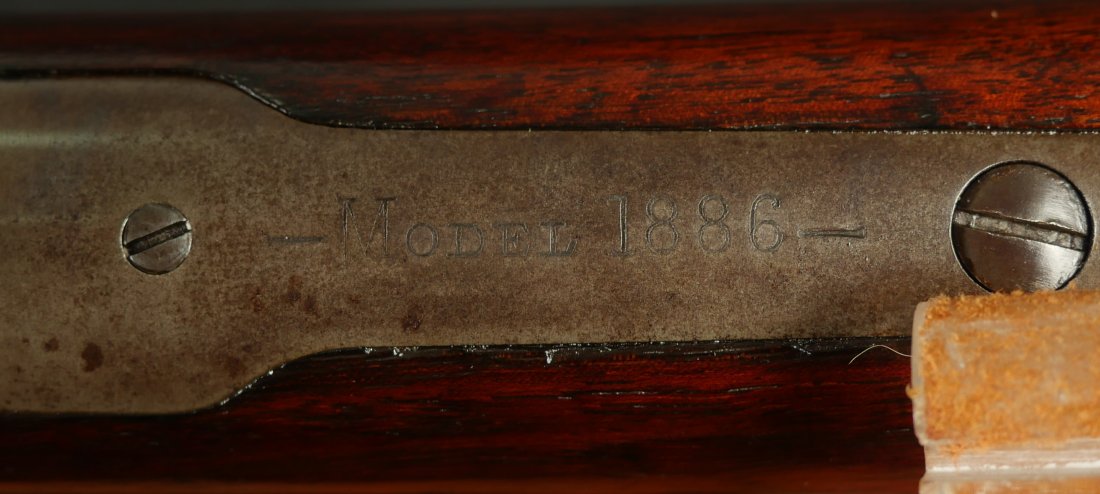 — MODEL 1886 —